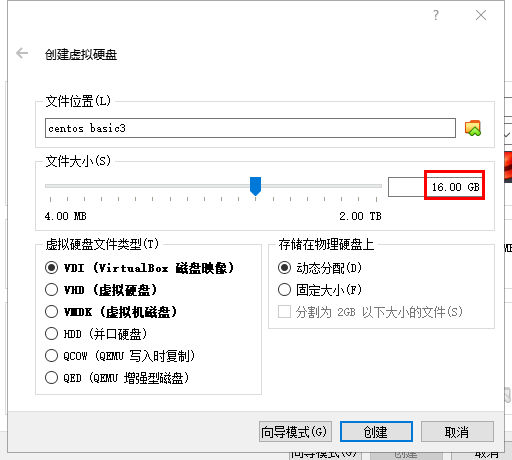 ?
创建虚拟硬盘
文件位置(L)
centos basic3
文件大小(S)
16.00 GB
4.00 MB
2.00 TB
虚拟硬盘文件类型(T)
存储在物理硬盘上
VDI (VirtualBox 磁盘映像)
动态分配(D)
VHD (虚拟硬盘)
固定大小(F)
VMDK (虚拟机磁盘)
分割为 2GB 以下大小的文件(S)
HDD (并口硬盘)
QCOW (QEMU 写入时复制)
QED (QEMU 增强型磁盘)
向导模式(G)
创建
取消